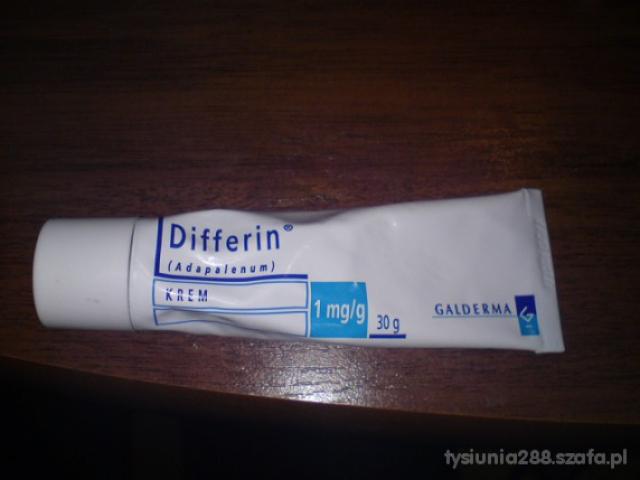 Differin®
(Adapalenum)
KREM
1 mg/g
30 g
GALDERMA
G
tysiunia288.szafa.pl